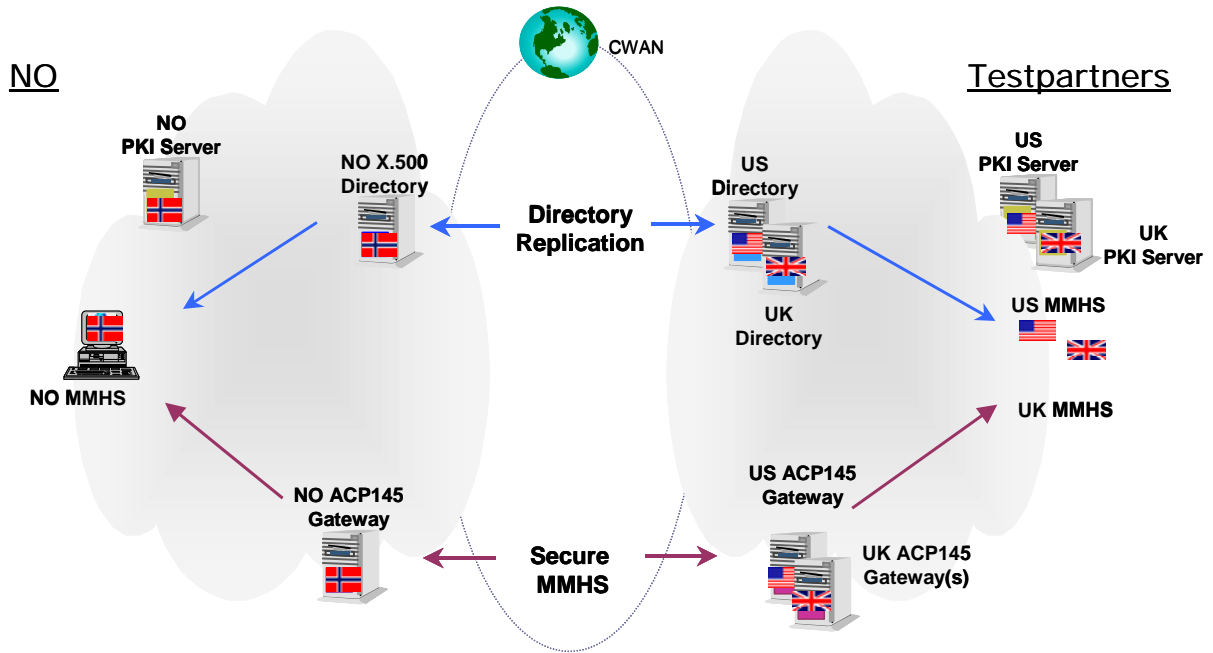 CWAN
NO
Testpartners
NO
PKI Server
NO X.500
Directory
US
Directory
US
PKI Server
Directory
Replication
UK
PKI Server
UK
Directory
US MMHS
NO MMHS
UK MMHS
NO ACP145
Gateway
US ACP145
Gateway
Secure
MMHS
UK ACP145
Gateway(s)